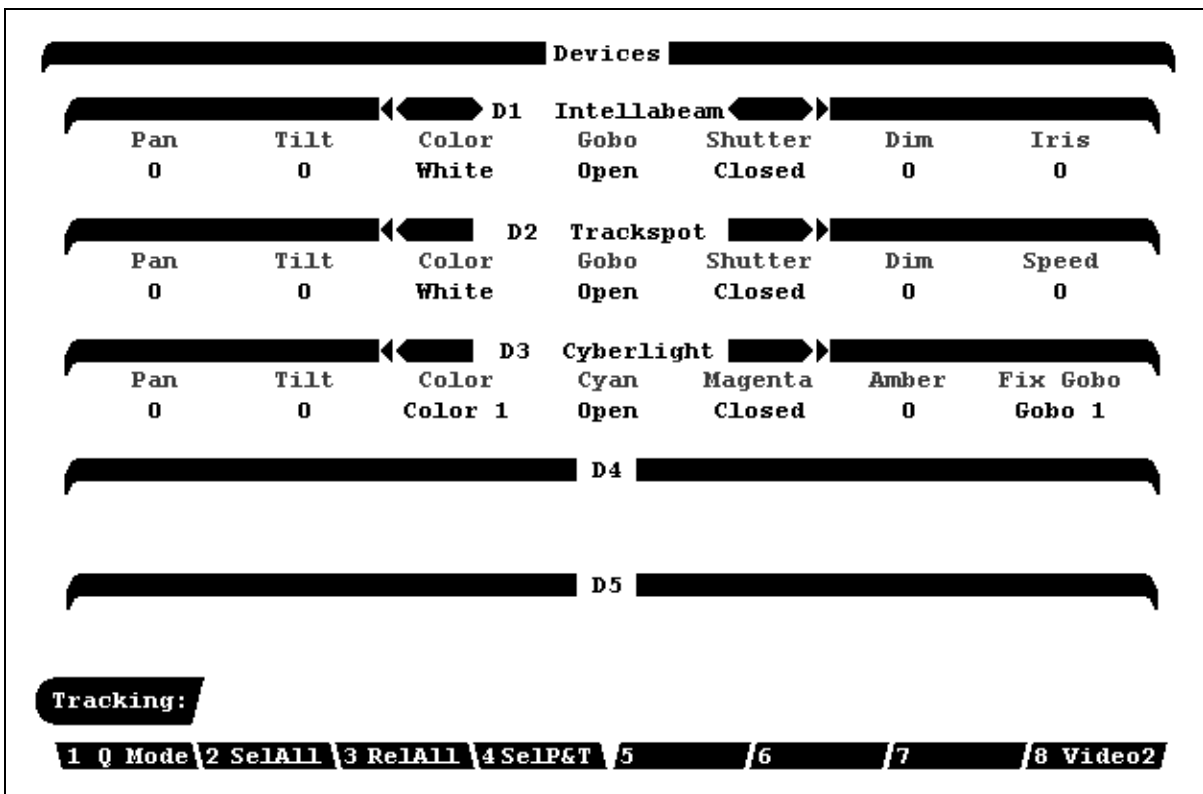 Devices
D1 Intellabeam
Pan Tilt Color Gobo Shutter Dim Iris
0 0 White Open Closed 0 0
D2 Trackspot
Pan Tilt Color Gobo Shutter Dim Speed
0 0 White Open Closed 0 0
D3 Cyberlight
Pan Tilt Color Cyan Magenta Amber Fix Gobo
0 0 Color 1 Open Closed 0 Gobo 1
D4
D5
Tracking:
1 Q Mode 2 SelAll 3 RelAll 4 SelP&T 5 6 7 8 Video2